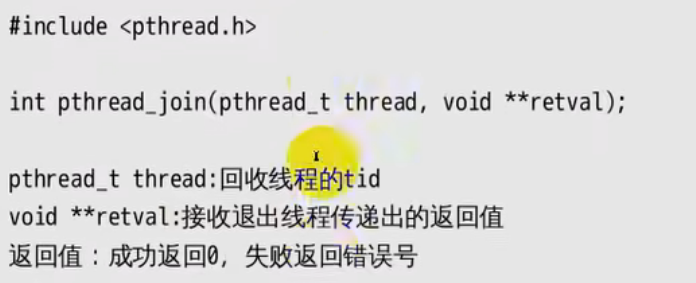 #include <pthread.h>
int pthread_join(pthread_t thread, void **retval);
pthread_t thread:回收线程的tid
void **retval:接收退出线程传递出的返回值
返回值：成功返回0, 失败返回错误号